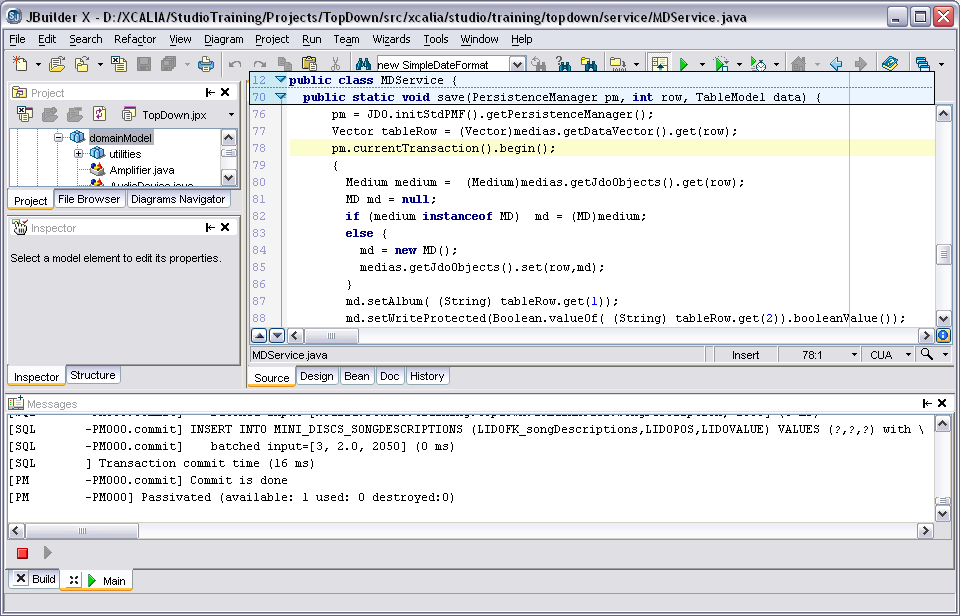 JBuilder X - D:/XCALIA/StudioTraining/Projects/TopDown/src/xcalia/studio/training/topdown/service/MDService.java
File Edit Search Refactor View Diagram Project Run Team Wizards Tools Window Help
new SimpleDateFormat
Project
TopDown.jpx
domainModel
utilities
Amplifier.java
AudioDevice.java
Project File Browser Diagrams Navigator
Inspector
Select a model element to edit its properties.
Inspector Structure
12 public class MDService {
70 public static void save(PersistenceManager pm, int row, TableModel data) {
76 pm = JDO.initStdPMF().getPersistenceManager();
77 Vector tableRow = (Vector)medias.getDataVector().get(row);
78 pm.currentTransaction().begin();
79 {
80 Medium medium =  (Medium)medias.getJdoObjects().get(row);
81 MD md = null;
82 if (medium instanceof MD)  md = (MD)medium;
83 else {
84 md = new MD();
85 medias.getJdoObjects().set(row,md);
86 }
87 md.setAlbum( (String) tableRow.get(1));
88 md.setWriteProtected(Boolean.valueOf( (String) tableRow.get(2)).booleanValue());
MDService.java Insert 78:1 CUA
Source Design Bean Doc History
Messages
[SQL -PM000.commit] INSERT INTO MINI_DISCS_SONGDESCRIPTIONS (LIDOFK_songDescriptions,LIDOPOS,LIDOVALUE) VALUES (?,?,?) with \
[SQL -PM000.commit] batched input=[3, 2.0, 2050] (0 ms)
[SQL ] Transaction commit time (16 ms)
[PM -PM000.commit] Commit is done
[PM -PM000] Passivated (available: 1 used: 0 destroyed:0)
Build Main